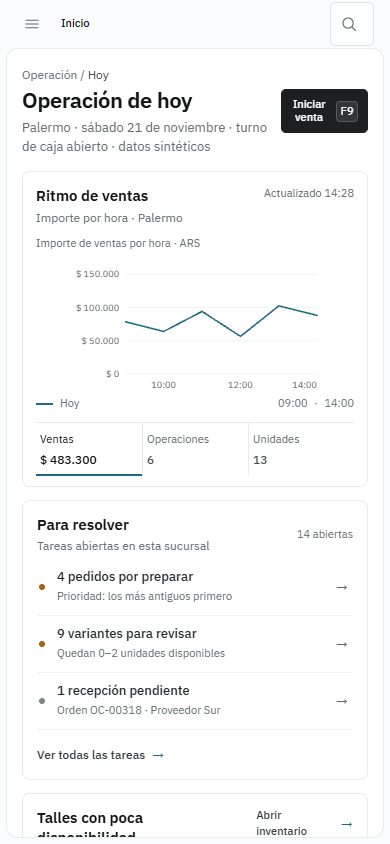 Inicio
Operación / Hoy
Operación de hoy
Iniciar
venta
F9
Palermo · sábado 21 de noviembre · turno
de caja abierto · datos sintéticos
Ritmo de ventas
Actualizado 14:28
Importe por hora · Palermo
Importe de ventas por hora · ARS
$ 150.000
$ 100.000
$ 50.000
$ 0
10:00 12:00 14:00
Hoy
09:00 · 14:00
Ventas
$ 483.300
Operaciones
6
Unidades
13
Para resolver
14 abiertas
Tareas abiertas en esta sucursal
4 pedidos por preparar
Prioridad: los más antiguos primero
→
9 variantes para revisar
Quedan 0–2 unidades disponibles
→
1 recepción pendiente
Orden OC-00318 · Proveedor Sur
→
Ver todas las tareas →
Talles con poca
disponibilidad
Abrir
inventario
→